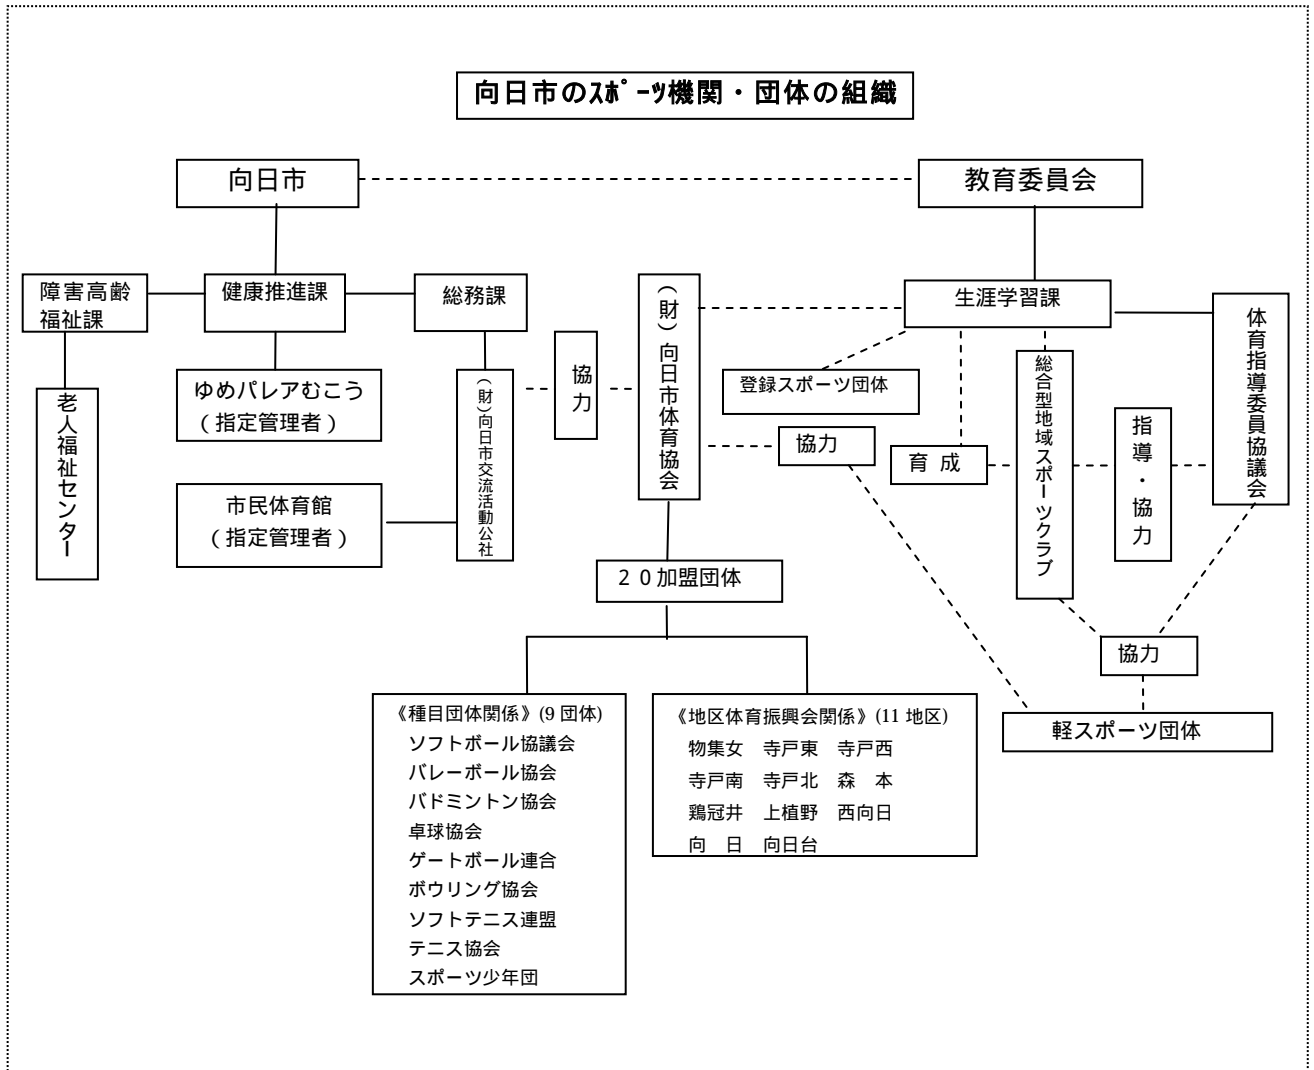 向日市のｽﾎﾟｰﾂ機関・団体の組織
向日市
教育委員会
障害高齢
福祉課
健康推進課
総務課
（財）向日市体育協会
生涯学習課
体育指導委員協議会
老人福祉センター
ゆめパレアむこう
（指定管理者）
（財）向日市交流活動公社
協力
登録スポーツ団体
総合型地域スポーツクラブ
協力
育 成
指導・協力
市民体育館
（指定管理者）
２０加盟団体
協力
軽スポーツ団体
《種目団体関係》(9 団体)
ソフトボール協議会
バレーボール協会
バドミントン協会
卓球協会
ゲートボール連合
ボウリング協会
ソフトテニス連盟
テニス協会
スポーツ少年団
《地区体育振興会関係》(11 地区)
物集女　寺戸東　寺戸西
寺戸南　寺戸北　森　本
鶏冠井　上植野　西向日
向　日　向日台